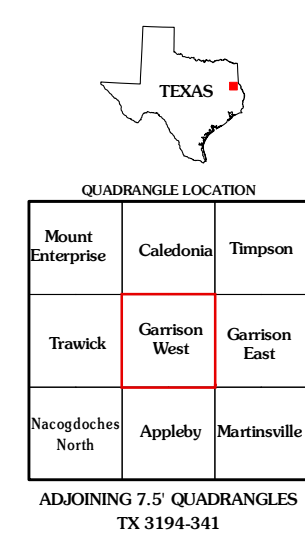 TEXAS
QUADRANGLE LOCATION
Mount
Enterprise
Caledonia
Timpson
Trawick
Garrison
West
Garrison
East
Nacogdoches
North
Appleby
Martinsville
ADJOINING 7.5' QUADRANGLES
TX 3194-341